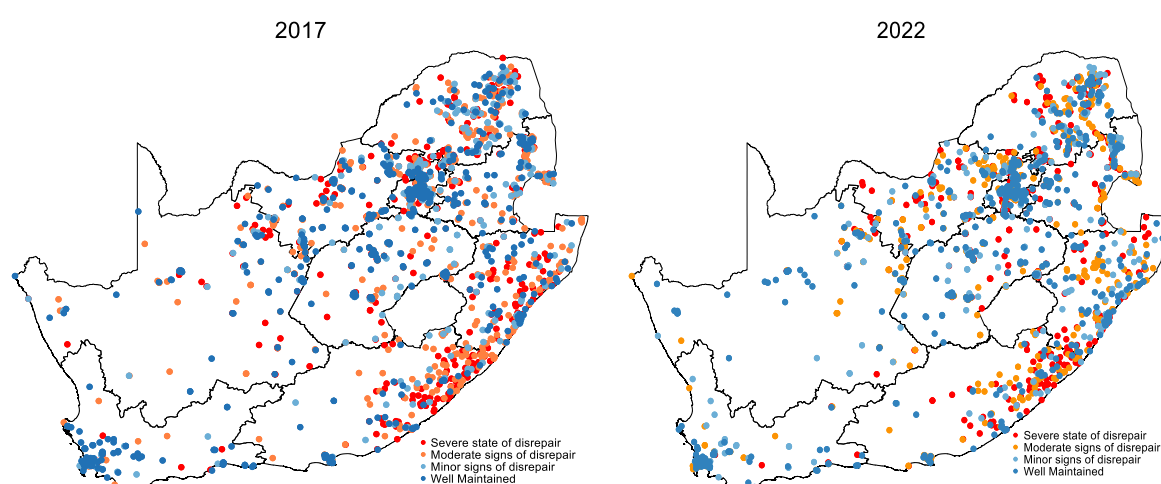 2017
2022
Severe state of disrepair
Moderate signs of disrepair
Minor signs of disrepair
Well Maintained
Severe state of disrepair
Moderate signs of disrepair
Minor signs of disrepair
Well Maintained